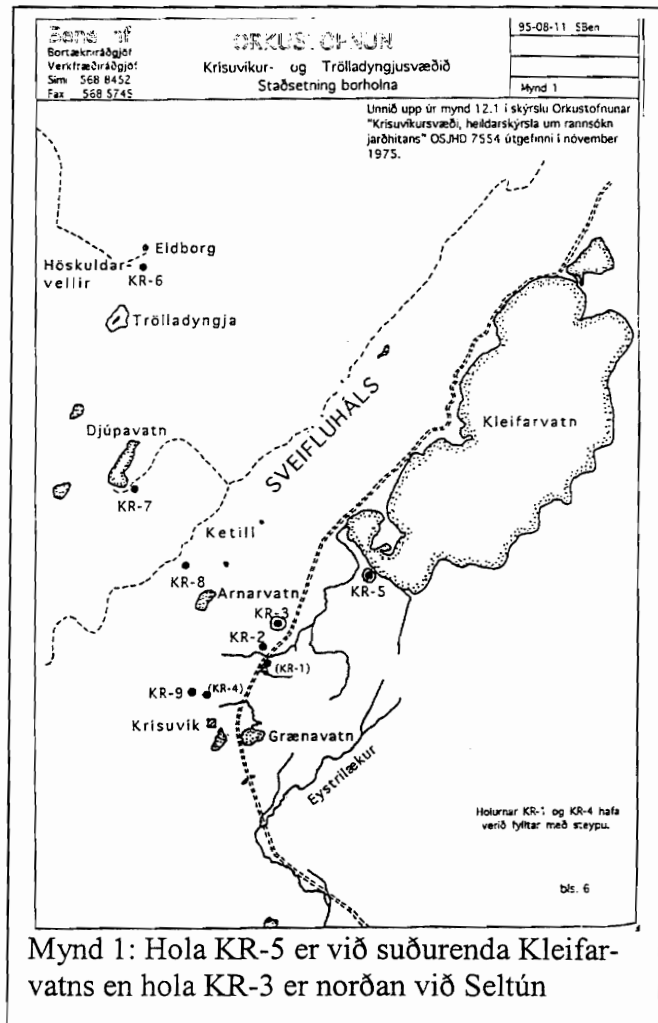 Bortækniráðgjöf
Verkfræðiráðgjöf
Sími 568 8452
Fax 568 5745
ORKUSTOFNUN
Krísuvíkur- og Trölladyngjusvæðið
Staðsetning borholna
95-08-11 SBen
Mynd 1
Unnið upp úr mynd 12.1 í skýrslu Orkustofnunar
"Krísuvíkursvæði, heildarskýrsla um rannsókn
jarðhitans" OSJHD 7554 útgefinni í nóvember
1975.
Eldborg
Höskuldar-
vellir
KR-6
Trölladyngja
SVEIFLUHÁLS
Kleifarvatn
Djúpavatn
KR-7
Ketill
KR-8
Arnarvatn
KR-5
KR-3
KR-2
(KR-1)
KR-9
(KR-4)
Krísuvík
Grænavatn
Eystrilækur
Holurnar KR-1 og KR-4 hafa
verið fylltar með steypu.
bls. 6
Mynd 1: Hola KR-5 er við suðurenda Kleifar-
vatns en hola KR-3 er norðan við Seltún